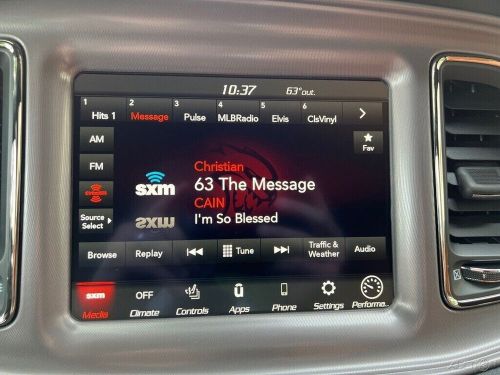 10:37 63°out.
1 2 3 4 5 6
Hits 1 Message Pulse MLBRadio Elvis ClsVinyl
AM
Fav
FM
Christian
sxm 63 The Message
CAIN
Source Select I'm So Blessed
Browse Replay Tune Traffic & Weather Audio
sxm OFF
Media Climate Controls Apps Phone Settings Performa..